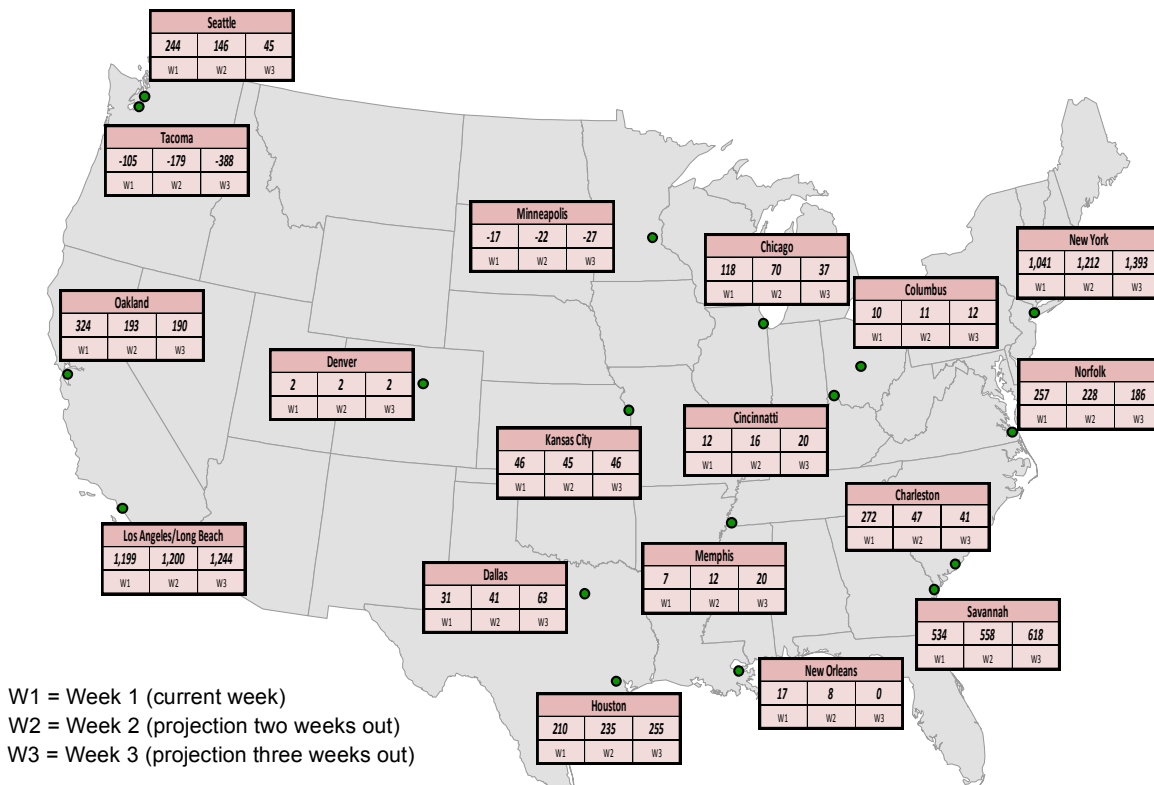 Seattle
244 146 45
W1 W2 W3
Tacoma
-105 -179 -388
W1 W2 W3
Minneapolis
-17 -22 -27
W1 W2 W3
Chicago
118 70 37
W1 W2 W3
New York
1,041 1,212 1,393
W1 W2 W3
Columbus
10 11 12
W1 W2 W3
Oakland
324 193 190
W1 W2 W3
Denver
2 2 2
W1 W2 W3
Norfolk
257 228 186
W1 W2 W3
Cincinnatti
12 16 20
W1 W2 W3
Kansas City
46 45 46
W1 W2 W3
Charleston
272 47 41
W1 W2 W3
Los Angeles/Long Beach
1,199 1,200 1,244
W1 W2 W3
Memphis
7 12 20
W1 W2 W3
Dallas
31 41 63
W1 W2 W3
Savannah
534 558 618
W1 W2 W3
New Orleans
17 8 0
W1 W2 W3
Houston
210 235 255
W1 W2 W3
W1 = Week 1 (current week)
W2 = Week 2 (projection two weeks out)
W3 = Week 3 (projection three weeks out)